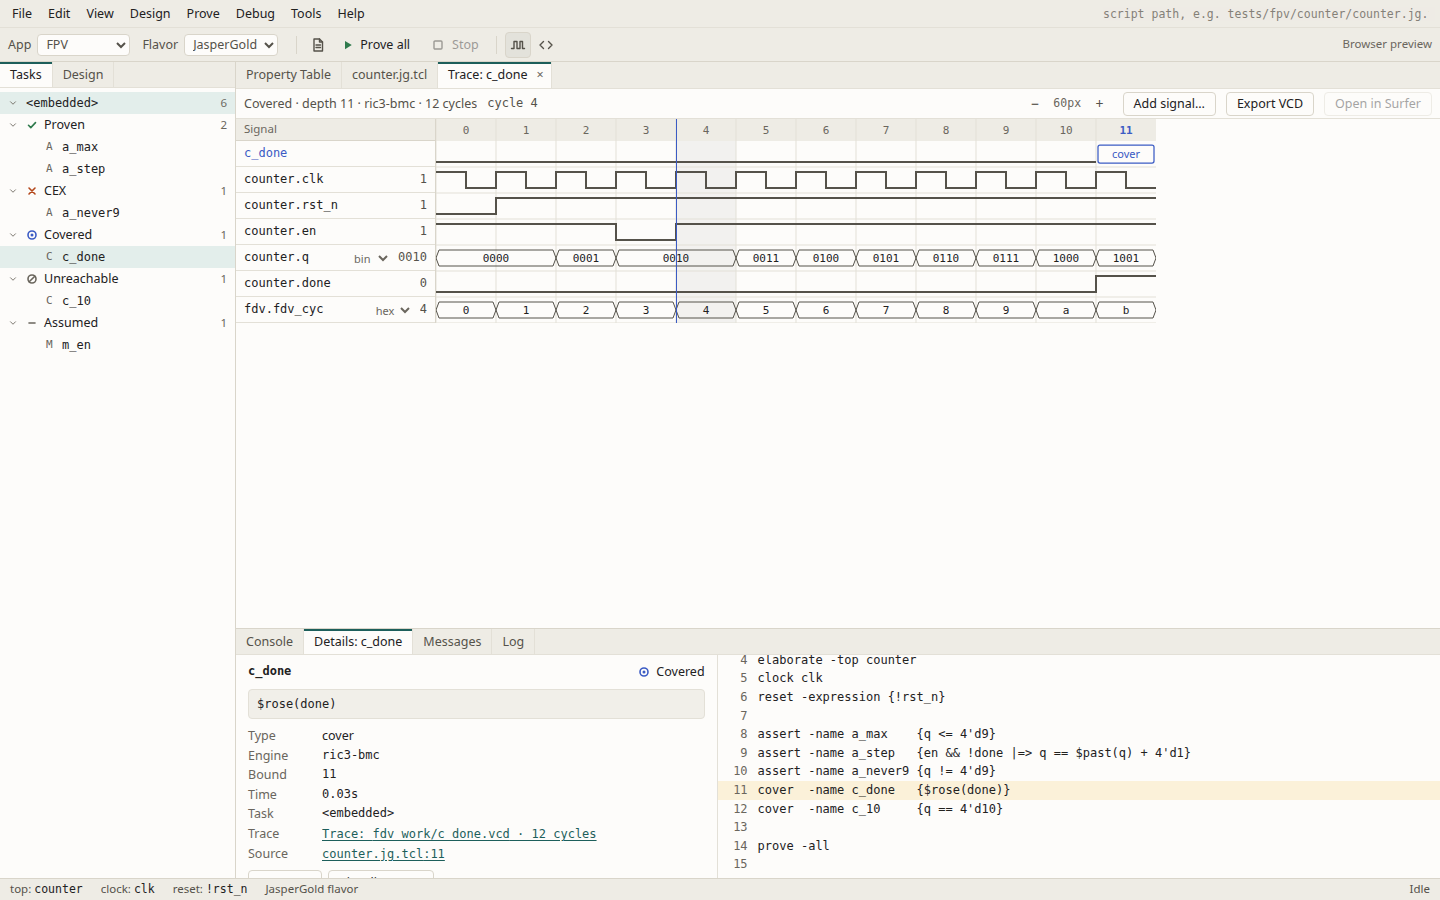 File Edit View Design Prove Debug Tools Help script path, e.g. tests/fpv/counter/counter.jg.
App FPV Flavor JasperGold Prove all Stop Browser preview
Tasks Design Property Table counter.jg.tcl Trace: c_done ×
Covered · depth 11 · ric3-bmc · 12 cycles cycle 4 − 60px + Add signal... Export VCD Open in Surfer
<embedded> 6
Proven 2
A a_max
A a_step
CEX 1
A a_never9
Covered 1
C c_done
Unreachable 1
C c_10
Assumed 1
M m_en
Signal 0 1 2 3 4 5 6 7 8 9 10 11
c_done cover
counter.clk 1
counter.rst_n 1
counter.en 1
counter.q bin 0010 0000 0001 0010 0011 0100 0101 0110 0111 1000 1001
counter.done 0
fdv.fdv_cyc hex 4 0 1 2 3 4 5 6 7 8 9 a b
Console Details: c_done Messages Log
c_done Covered
$rose(done)
Type cover
Engine ric3-bmc
Bound 11
Time 0.03s
Task <embedded>
Trace Trace: fdv_work/c_done.vcd · 12 cycles
Source counter.jg.tcl:11
4 elaborate -top counter
5 clock clk
6 reset -expression {!rst_n}
7
8 assert -name a_max {q <= 4'd9}
9 assert -name a_step {en && !done |=> q == $past(q) + 4'd1}
10 assert -name a_never9 {q != 4'd9}
11 cover -name c_done {$rose(done)}
12 cover -name c_10 {q == 4'd10}
13
14 prove -all
15
top: counter clock: clk reset: !rst_n JasperGold flavor Idle